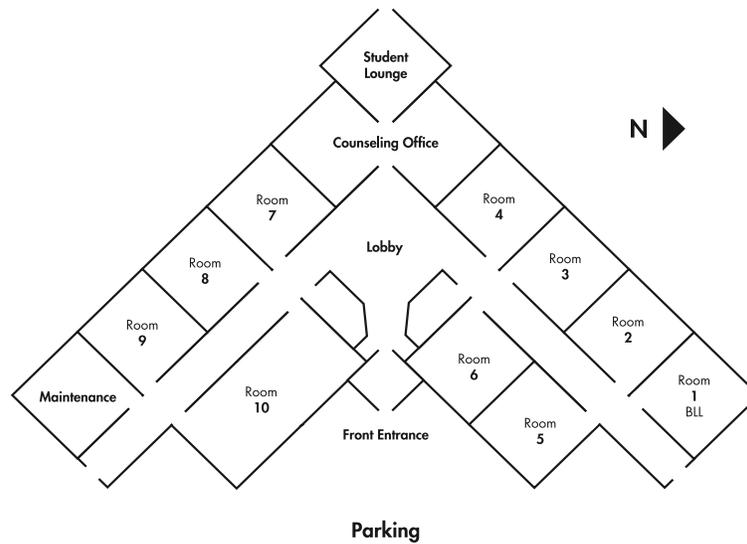 Student
Lounge
N
Counseling Office
Room
7
Room
4
Lobby
Room
8
Room
3
Room
9
Room
2
Room
6
Room
1
BLL
Maintenance
Room
10
Room
5
Front Entrance
Parking